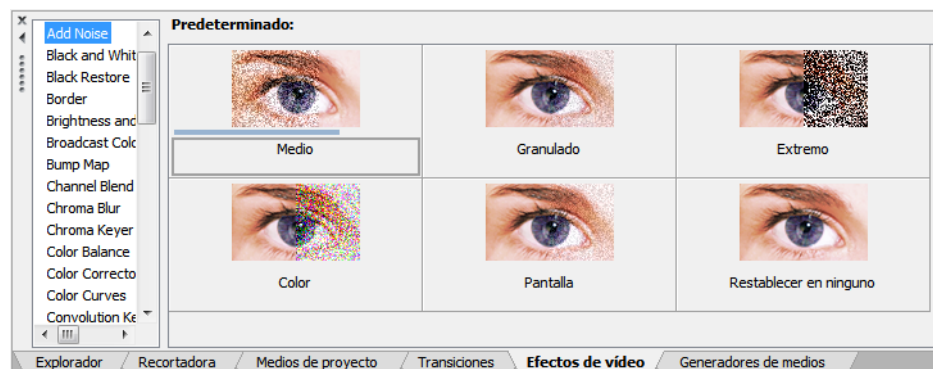 Predeterminado:
Add Noise
Black and Whit
Black Restore
Border
Brightness and
Broadcast Colo
Bump Map
Channel Blend
Chroma Blur
Chroma Keyer
Color Balance
Color Correcto
Color Curves
Convolution Ke
Medio
Granulado
Extremo
Color
Pantalla
Restablecer en ninguno
Explorador
Recortadora
Medios de proyecto
Transiciones
Efectos de vídeo
Generadores de medios